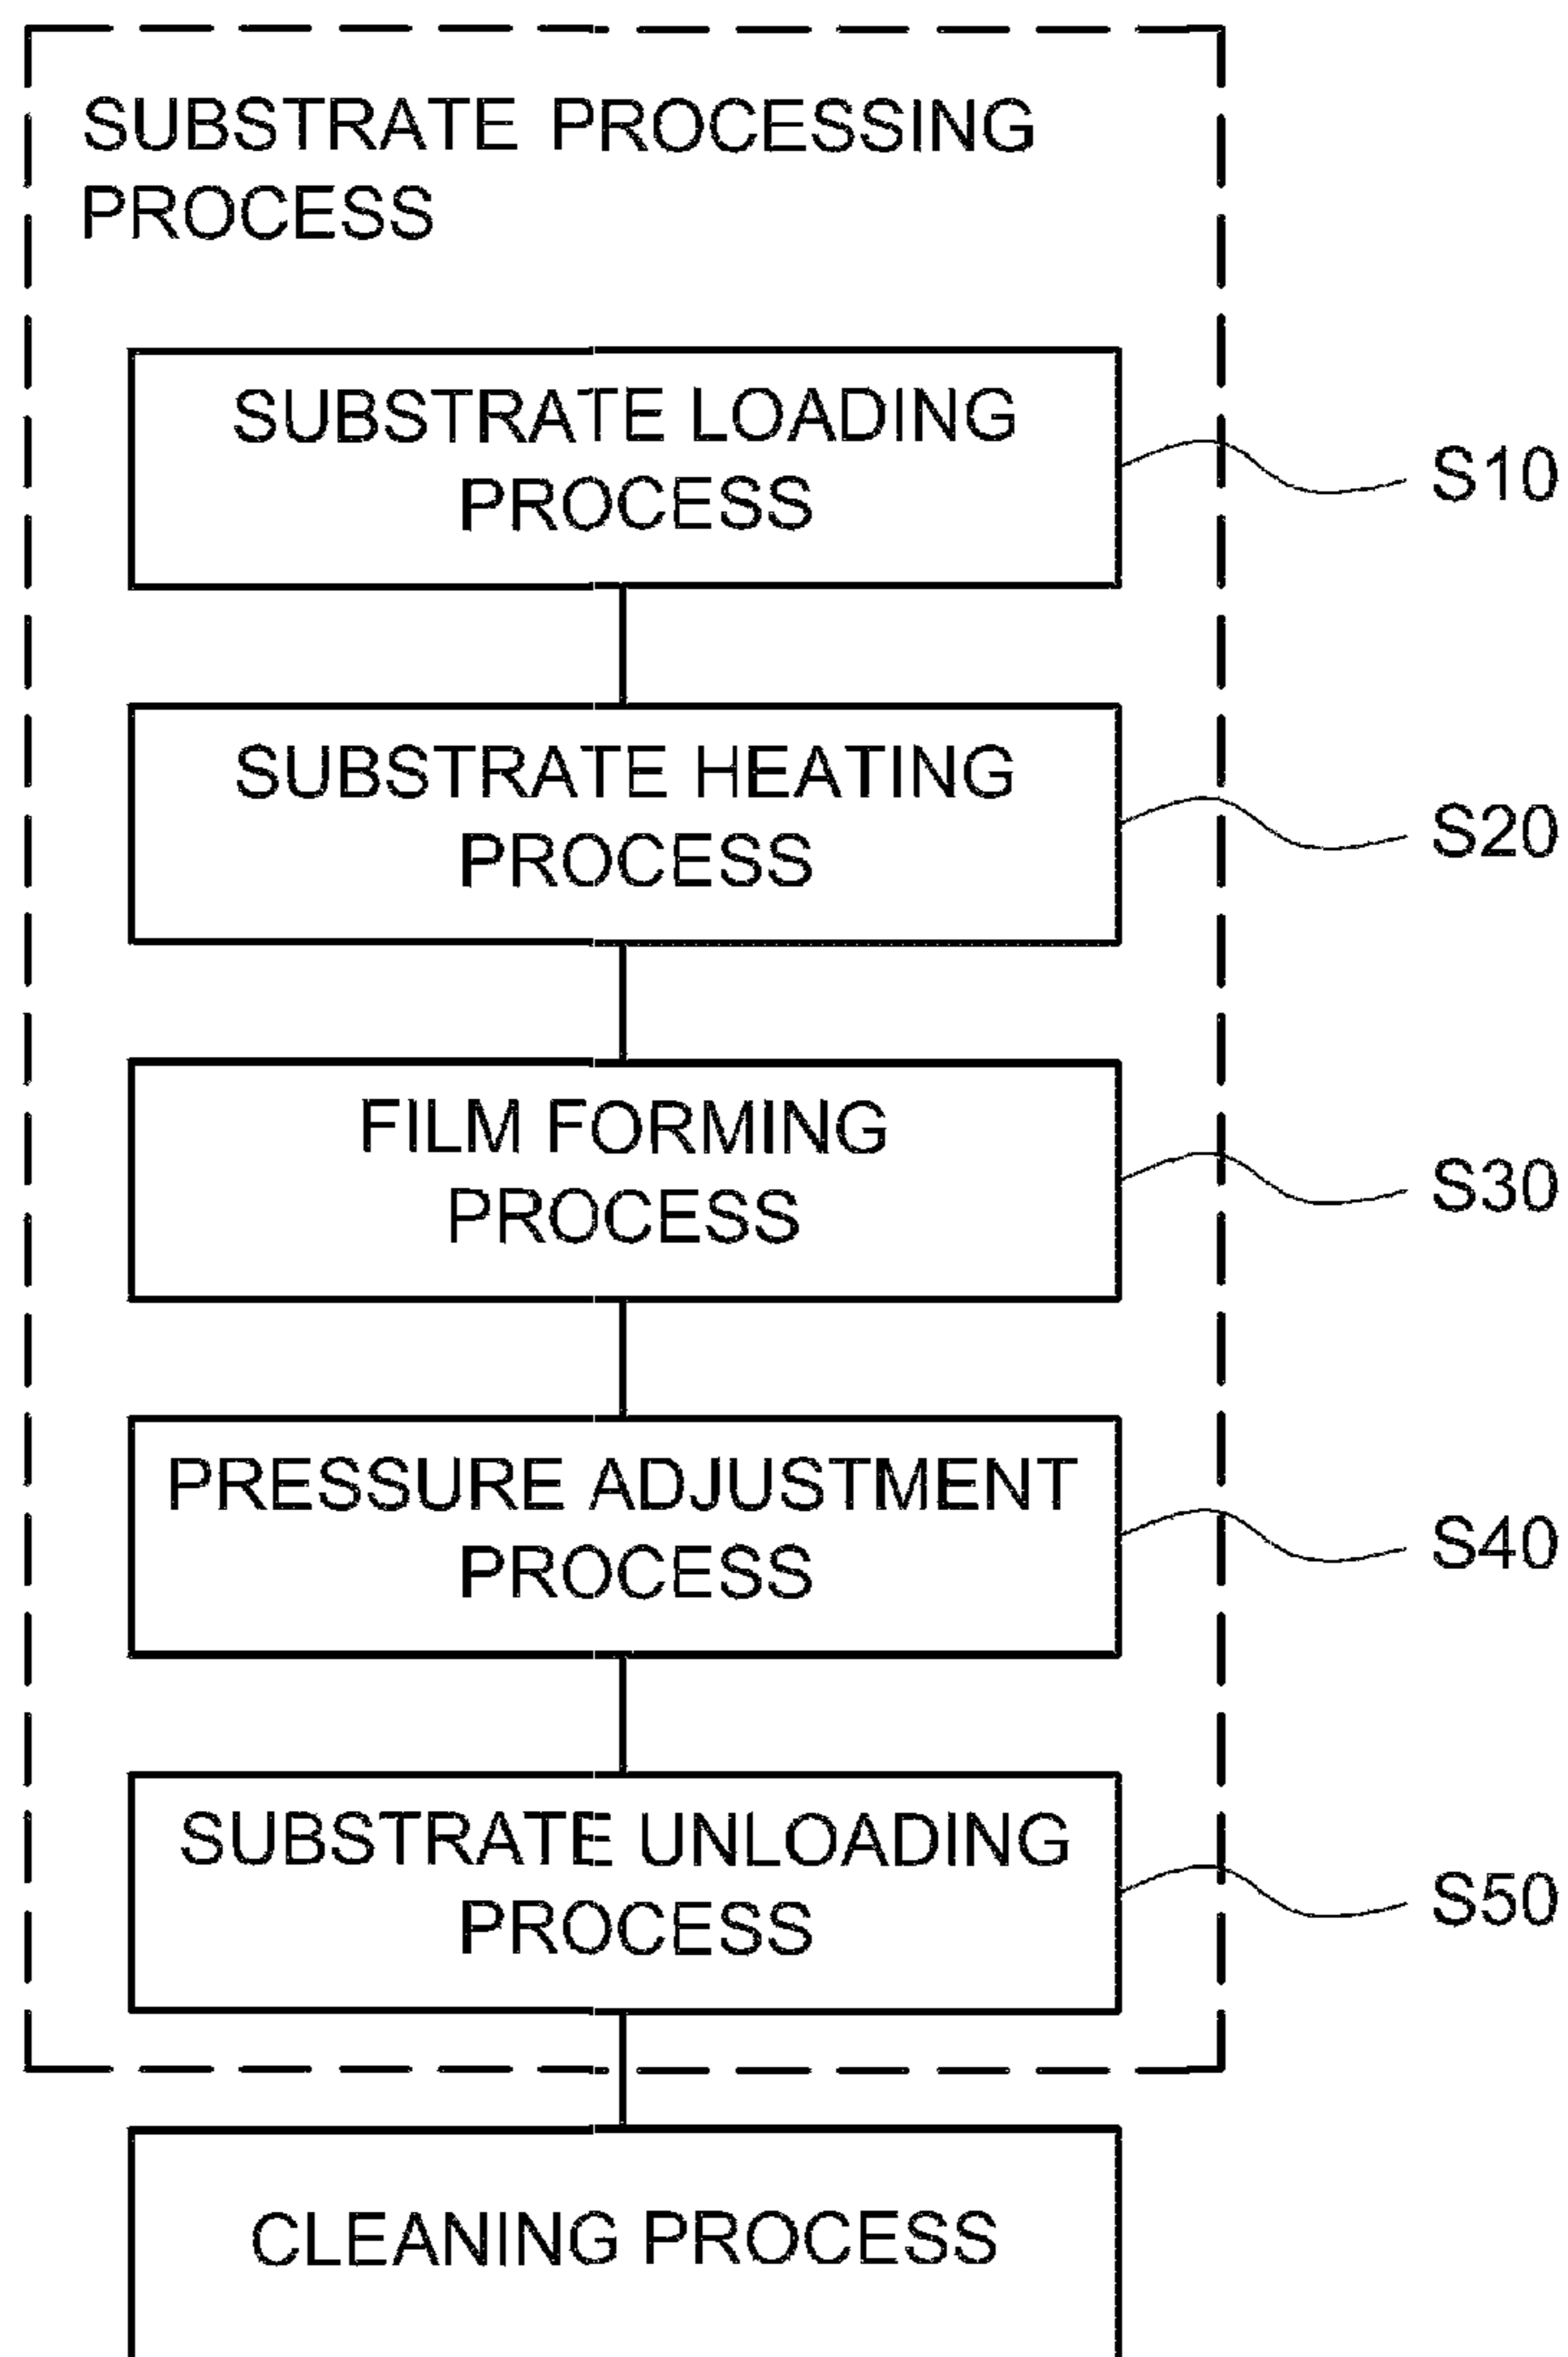 SUBSTRATE PROCESSING
PROCESS
SUBSTRATE LOADING
PROCESS
S10
SUBSTRATE HEATING
PROCESS
S20
FILM FORMING
PROCESS
S30
PRESSURE ADJUSTMENT
PROCESS
S40
SUBSTRATE UNLOADING
PROCESS
S50
CLEANING PROCESS